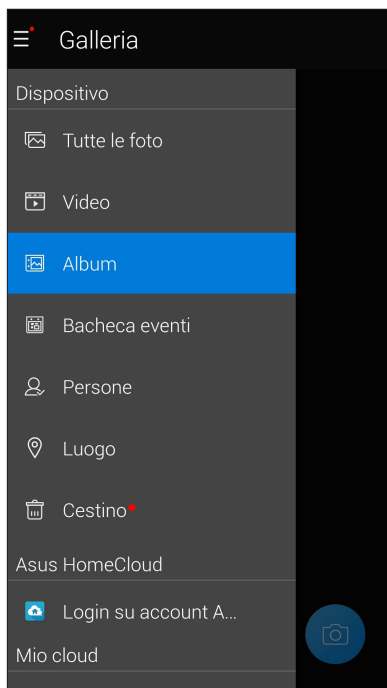 Galleria
Dispositivo
Tutte le foto
Video
Album
Bacheca eventi
Persone
Luogo
Cestino
Asus HomeCloud
Login su account A...
Mio cloud